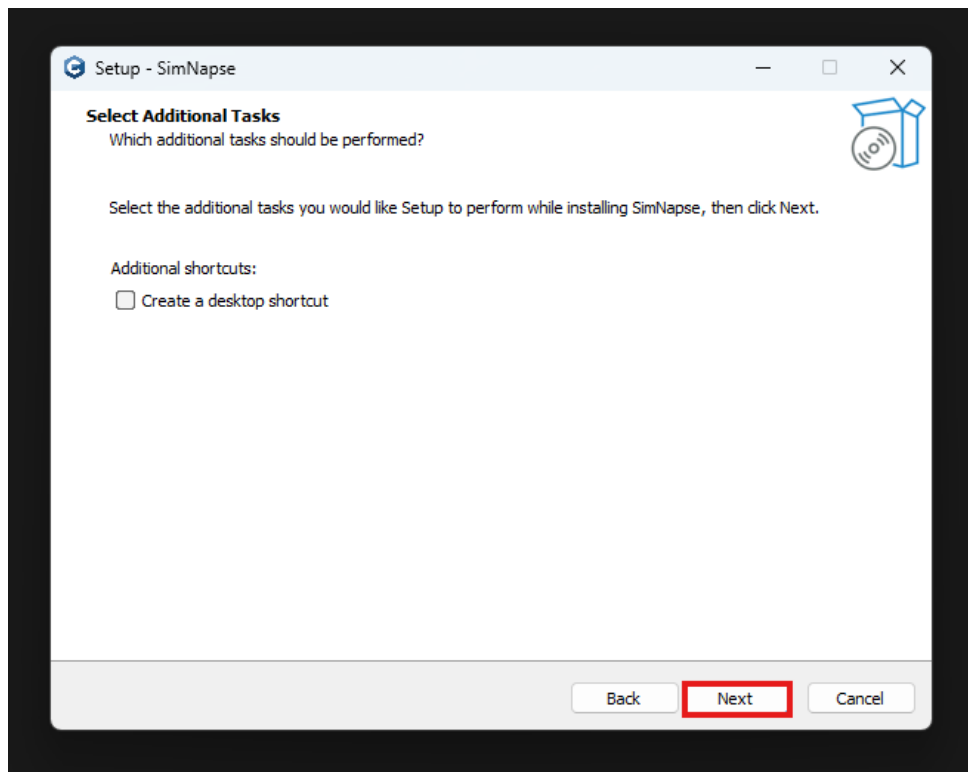 Setup - SimNapse
Select Additional Tasks
Which additional tasks should be performed?
Select the additional tasks you would like Setup to perform while installing SimNapse, then click Next.
Additional shortcuts:
Create a desktop shortcut
Back Next Cancel